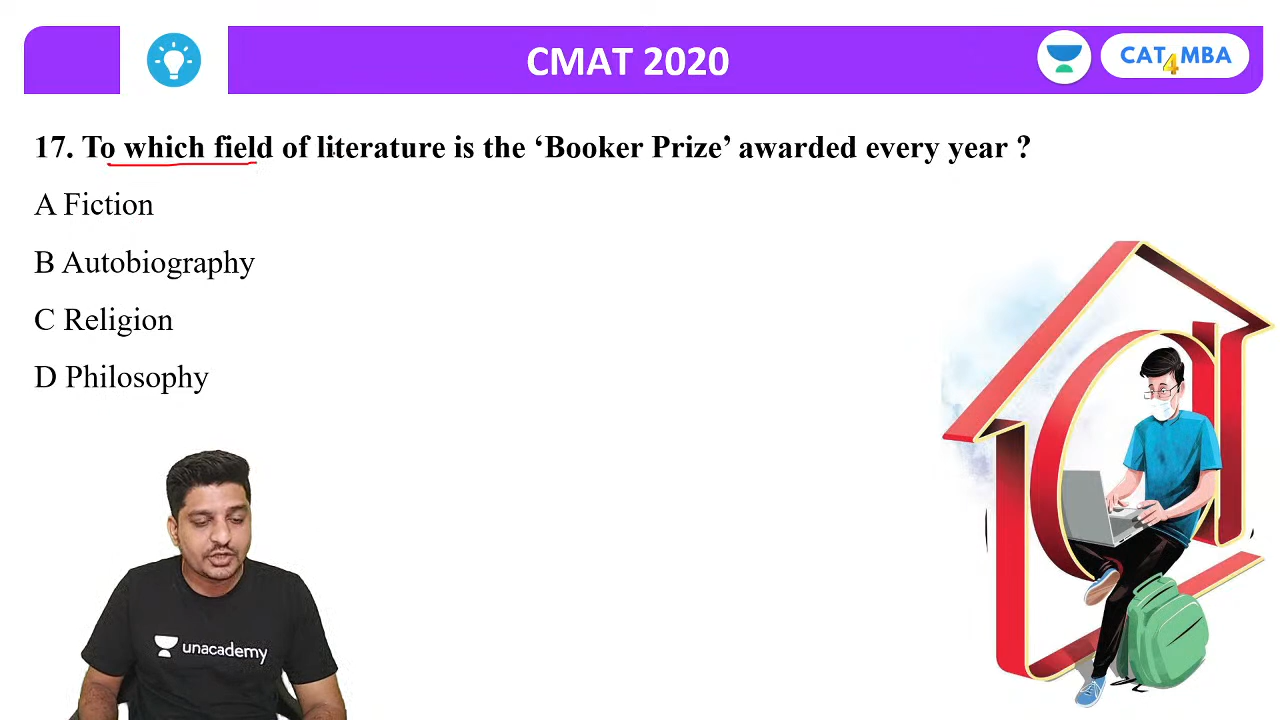 CMAT 2020
CAT4MBA
17. To which field of literature is the ‘Booker Prize’ awarded every year ?
A Fiction
B Autobiography
C Religion
D Philosophy
unacademy